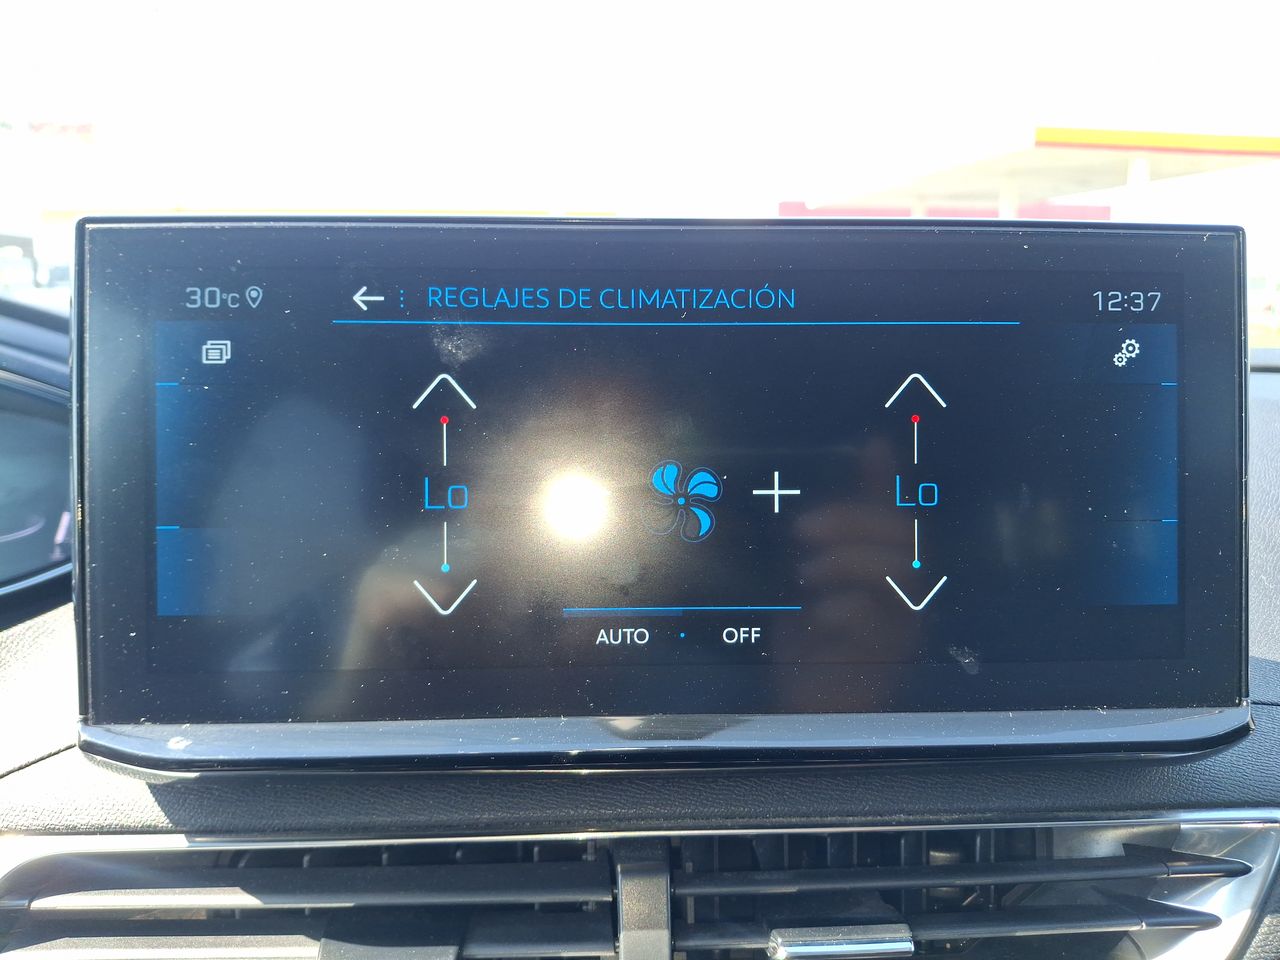 30°C
REGLAJES DE CLIMATIZACIÓN
12:37
Lo
Lo
AUTO · OFF